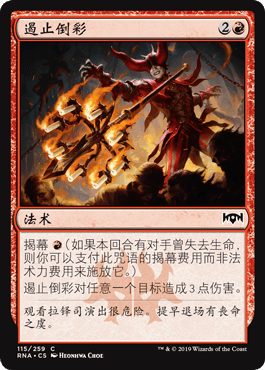 遏止倒彩 2
法术
揭幕（如果本回合有对手曾失去生命，
则你可以支付此咒语的揭幕费用而非法
术力费用来施放它。）
遏止倒彩对任意一个目标造成3点伤害。
观看拉铎司演出很危险。提早退场有丧命
之虞。
115/259 C
RNA • CS HEONHWA CHOE
™ & © 2019 Wizards of the Coast